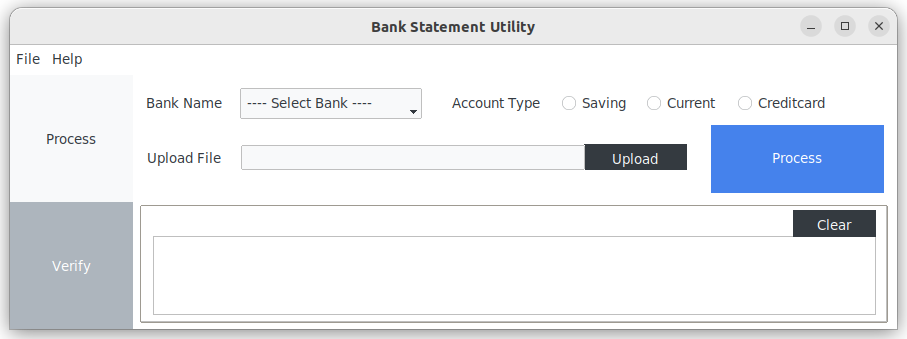 Bank Statement Utility
File Help
Process
Bank Name ---- Select Bank ---- Account Type Saving Current Creditcard
Upload File Upload Process
Clear
Verify